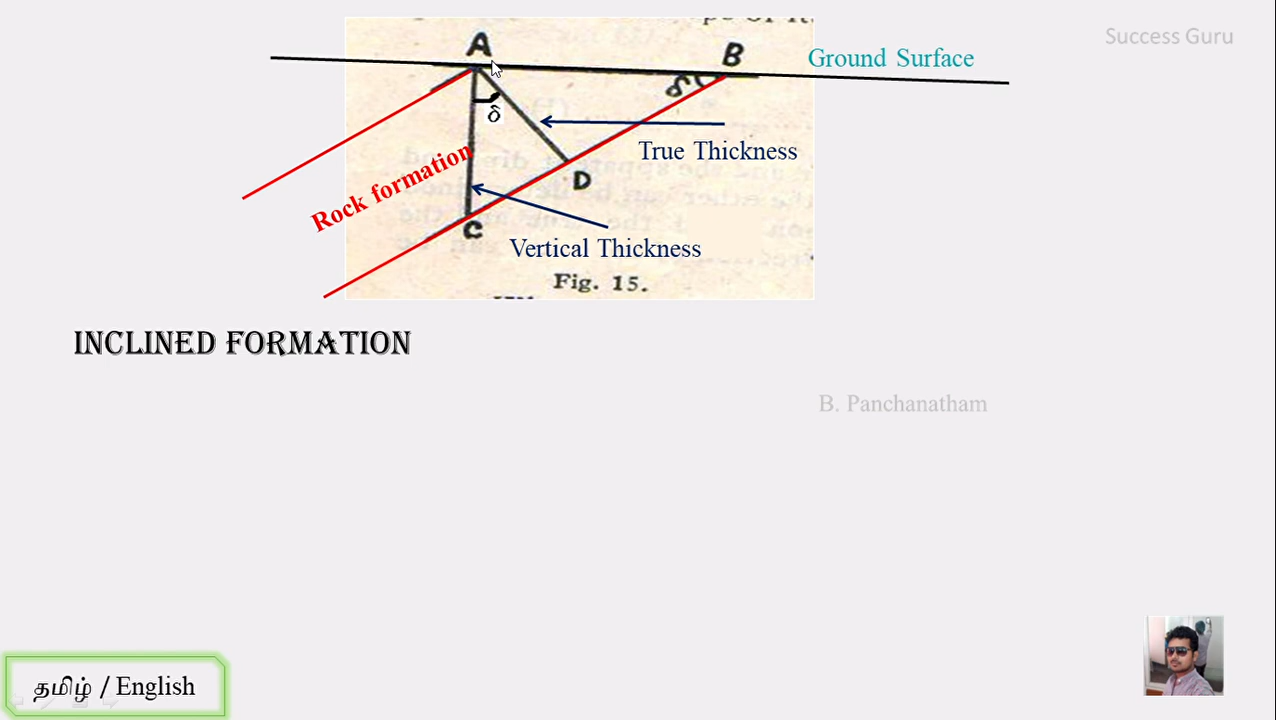 Success Guru
A
B
Ground Surface
δ
δ
True Thickness
Rock formation
D
C
Vertical Thickness
Fig. 15.
INCLINED FORMATION
B. Panchanatham
தமிழ் / English